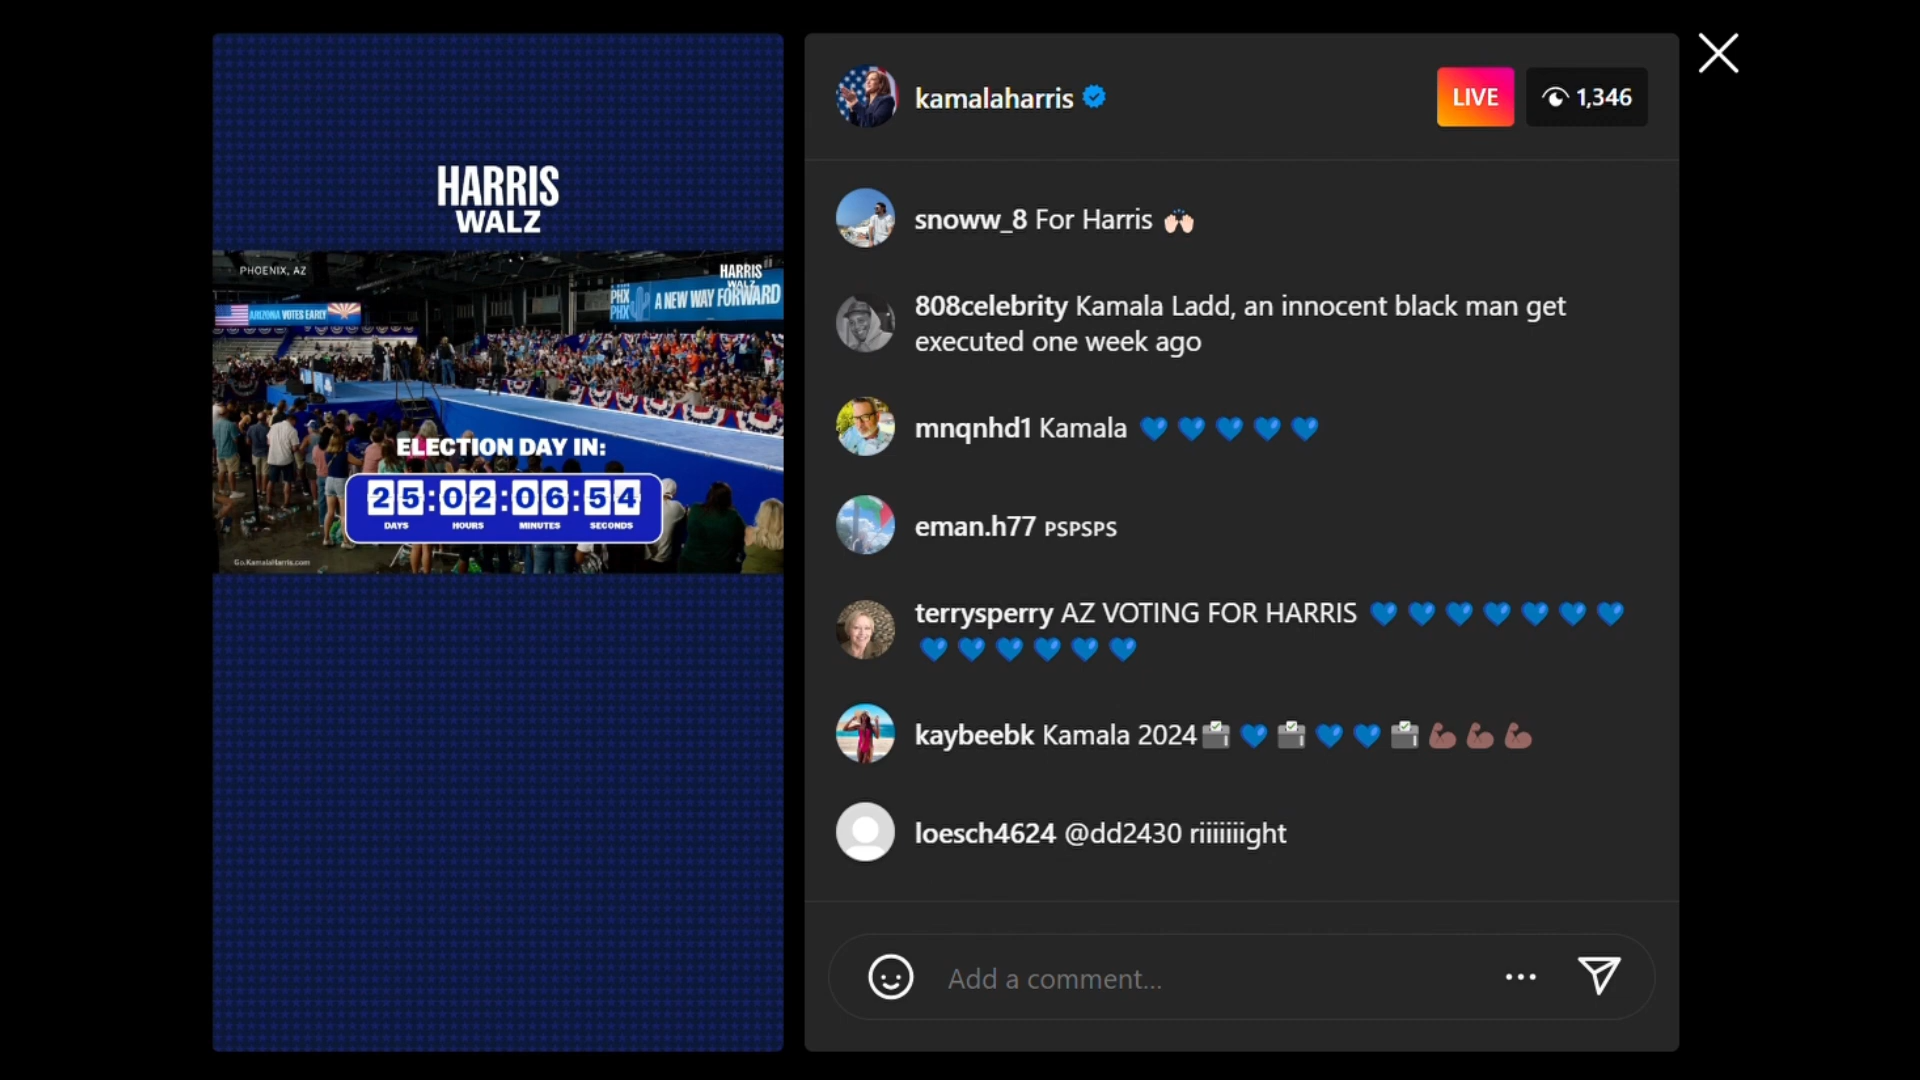 HARRIS
WALZ
PHOENIX, AZ
HARRIS
WALZ
ARIZONA VOTES EARLY
PHX
PHX
A NEW WAY FORWARD
ELECTION DAY IN:
25:02:06:54
DAYS HOURS MINUTES SECONDS
Go.KamalaHarris.com
kamalaharris
LIVE
1,346
snoww_8 For Harris 🙌🏻
808celebrity Kamala Ladd, an innocent black man get
executed one week ago
mnqnhd1 Kamala 💙💙💙💙💙
eman.h77 PSPSPS
terrysperry AZ VOTING FOR HARRIS 💙💙💙💙💙💙💙
💙💙💙💙💙💙
kaybeebk Kamala 2024🗳️💙🗳️💙💙🗳️💪🏾💪🏾💪🏾
loesch4624 @dd2430 riiiiiiight
Add a comment...